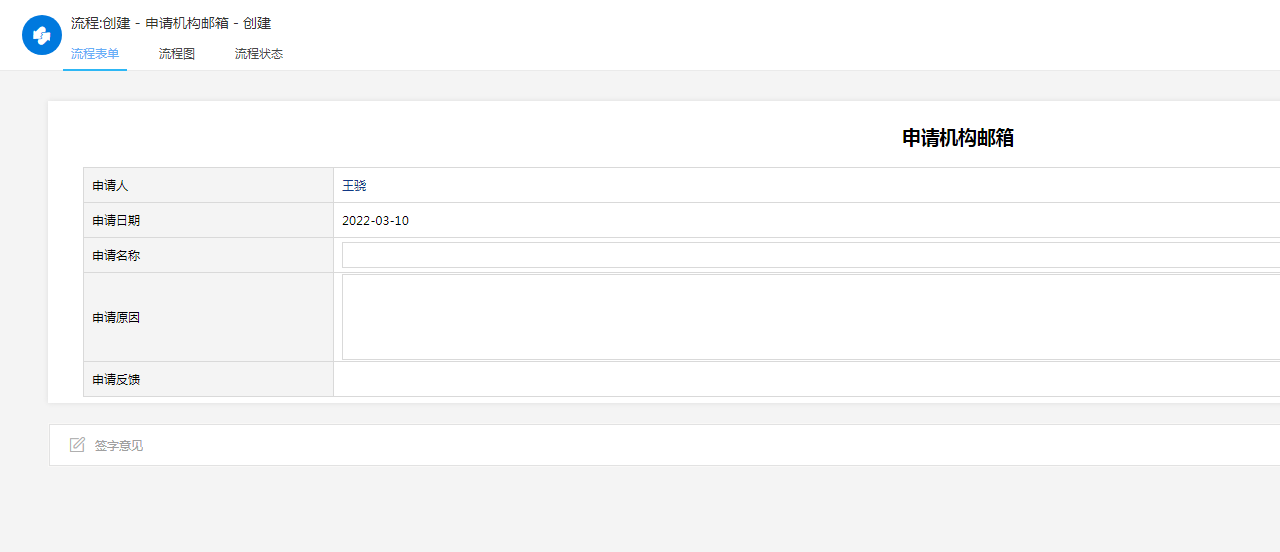 流程:创建 - 申请机构邮箱 - 创建
流程表单 流程图 流程状态
申请机构邮箱
申请人 王骁
申请日期 2022-03-10
申请名称
申请原因
申请反馈
签字意见